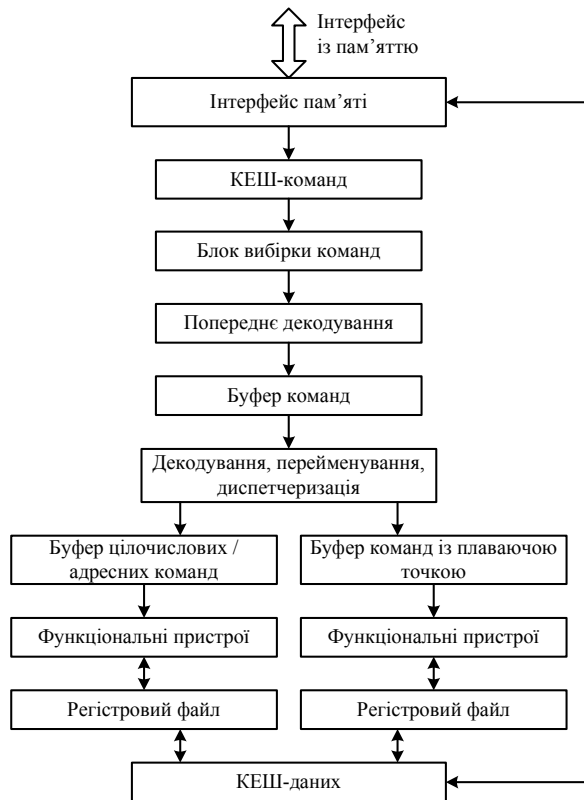 Інтерфейс
із пам’яттю
Інтерфейс пам’яті
КЕШ-команд
Блок вибірки команд
Попереднє декодування
Буфер команд
Декодування, перейменування,
диспетчеризація
Буфер цілочислових /
адресних команд
Буфер команд із плаваючою
точкою
Функціональні пристрої
Функціональні пристрої
Регістровий файл
Регістровий файл
КЕШ-даних